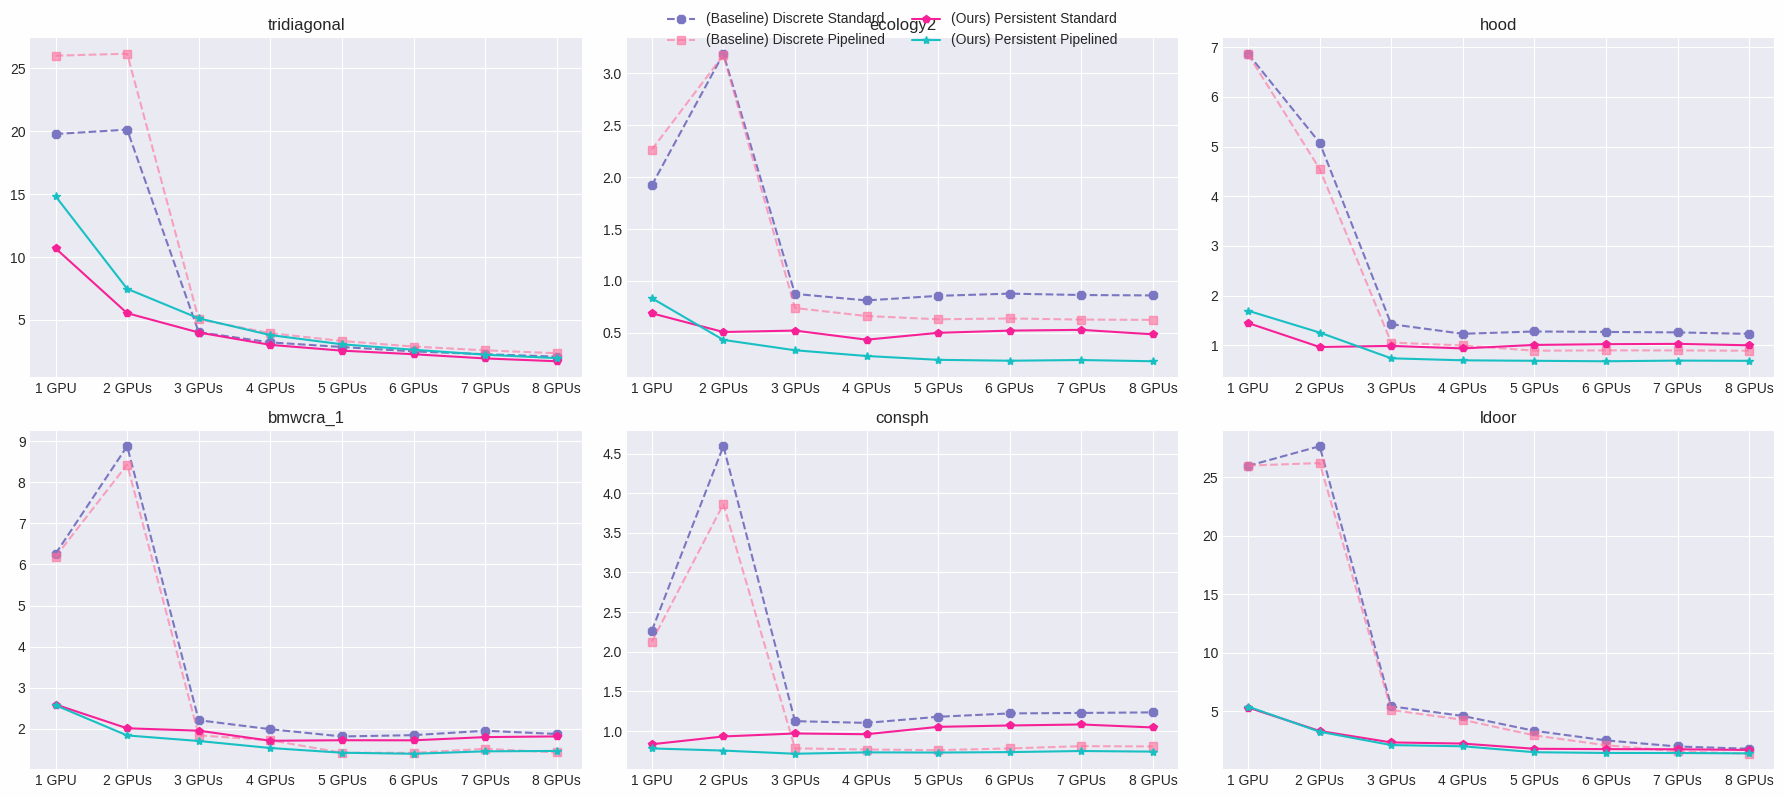 (Baseline) Discrete Standard
(Ours) Persistent Standard
(Baseline) Discrete Pipelined
(Ours) Persistent Pipelined
tridiagonal
25
20
15
10
5
1 GPU 2 GPUs 3 GPUs 4 GPUs 5 GPUs 6 GPUs 7 GPUs 8 GPUs
ecology2
3.0
2.5
2.0
1.5
1.0
0.5
1 GPU 2 GPUs 3 GPUs 4 GPUs 5 GPUs 6 GPUs 7 GPUs 8 GPUs
hood
7
6
5
4
3
2
1
1 GPU 2 GPUs 3 GPUs 4 GPUs 5 GPUs 6 GPUs 7 GPUs 8 GPUs
bmwcra_1
9
8
7
6
5
4
3
2
1 GPU 2 GPUs 3 GPUs 4 GPUs 5 GPUs 6 GPUs 7 GPUs 8 GPUs
consph
4.5
4.0
3.5
3.0
2.5
2.0
1.5
1.0
1 GPU 2 GPUs 3 GPUs 4 GPUs 5 GPUs 6 GPUs 7 GPUs 8 GPUs
ldoor
25
20
15
10
5
1 GPU 2 GPUs 3 GPUs 4 GPUs 5 GPUs 6 GPUs 7 GPUs 8 GPUs